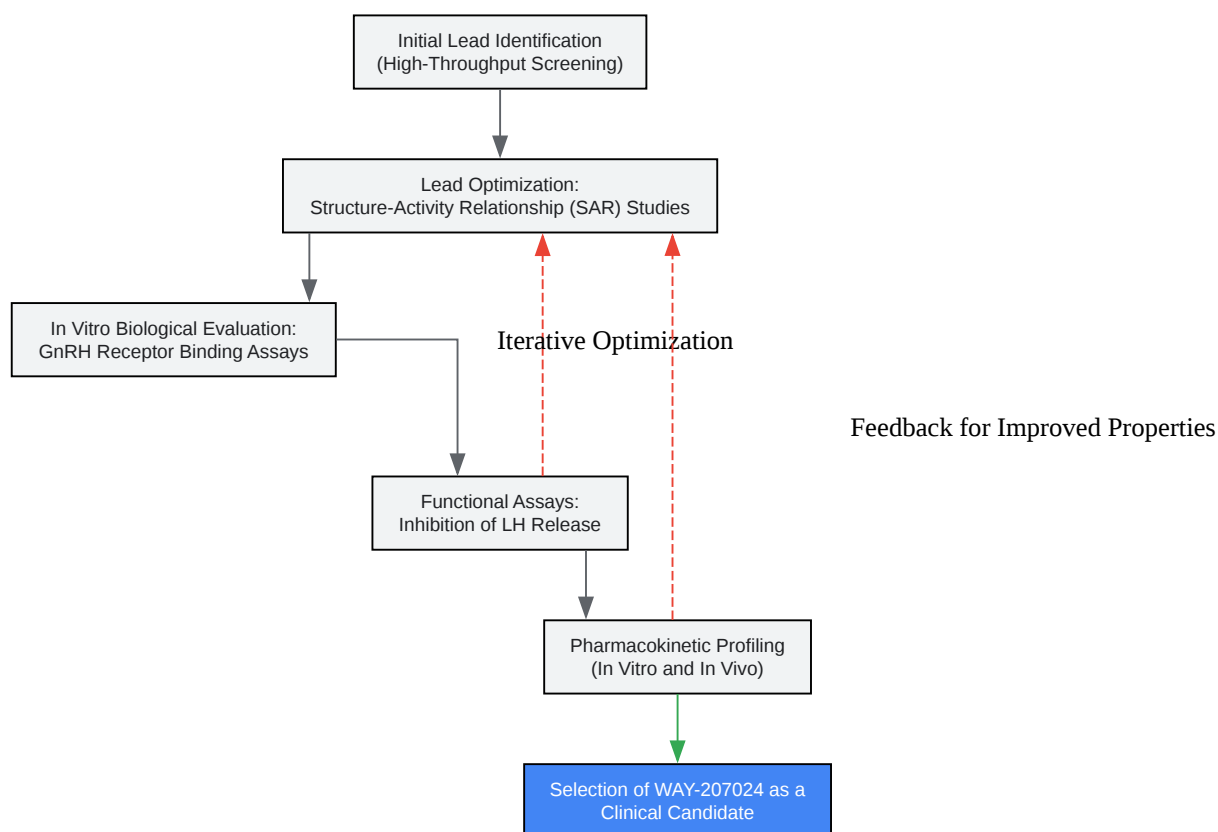 Initial Lead Identification
(High-Throughput Screening)
Lead Optimization:
Structure-Activity Relationship (SAR) Studies
In Vitro Biological Evaluation:
GnRH Receptor Binding Assays
Iterative Optimization
Feedback for Improved Properties
Functional Assays:
Inhibition of LH Release
Pharmacokinetic Profiling
(In Vitro and In Vivo)
Selection of WAY-207024 as a
Clinical Candidate